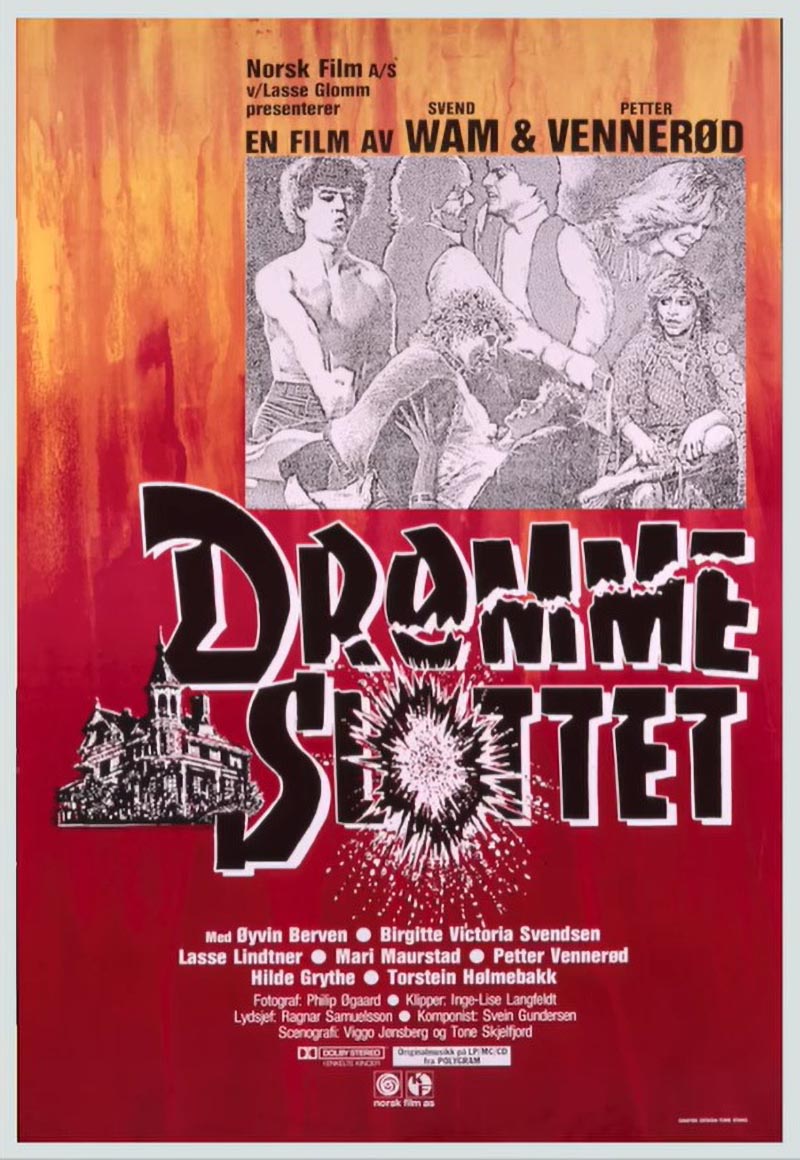 Norsk Film A/S
v/Lasse Glomm
presenterer
SVEND PETTER
EN FILM AV WAM & VENNERØD
DRØMME
SLOTTET
Med Øyvin Berven ● Birgitte Victoria Svendsen
Lasse Lindtner ● Mari Maurstad ● Petter Vennerød
Hilde Grythe ● Torstein Hølmebakk
Fotograf: Philip Øgaard ● Klipper: Inge-Lise Langfeldt
Lydsjef: Ragnar Samuelsson ● Komponist: Svein Gundersen
Scenografi: Viggo Jønsberg og Tone Skjelfjord
DOLBY STEREO
I ENKELTE KINOER
Originalmusikk på LP/MC/CD
fra POLYGRAM
norsk film as